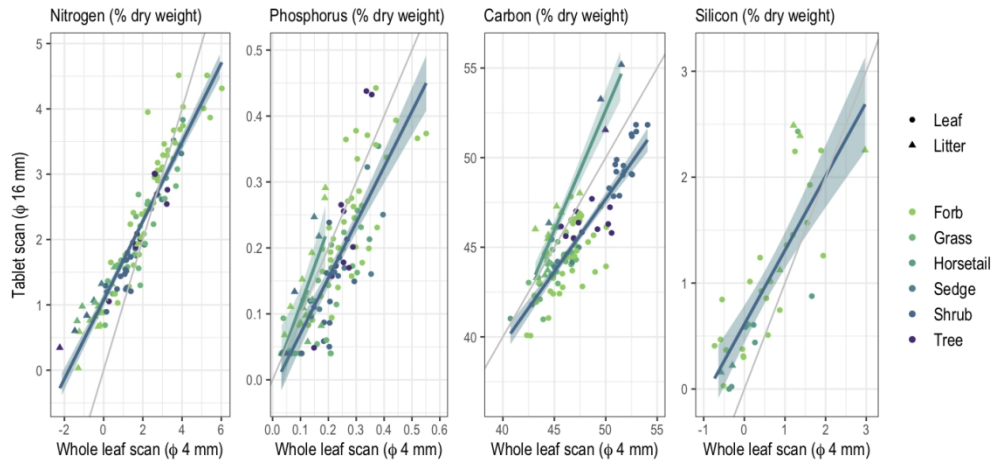 Nitrogen (% dry weight)
Phosphorus (% dry weight)
Carbon (% dry weight)
Silicon (% dry weight)
Tablet scan (ϕ 16 mm)
5
4
3
2
1
0
-2
0
2
4
6
Whole leaf scan (ϕ 4 mm)
0.5
0.4
0.3
0.2
0.1
0.0
0.0
0.1
0.2
0.3
0.4
0.5
0.6
Whole leaf scan (ϕ 4 mm)
55
50
45
40
40
45
50
55
Whole leaf scan (ϕ 4 mm)
3
2
1
0
-1
0
1
2
3
Whole leaf scan (ϕ 4 mm)
Leaf
Litter
Forb
Grass
Horsetail
Sedge
Shrub
Tree